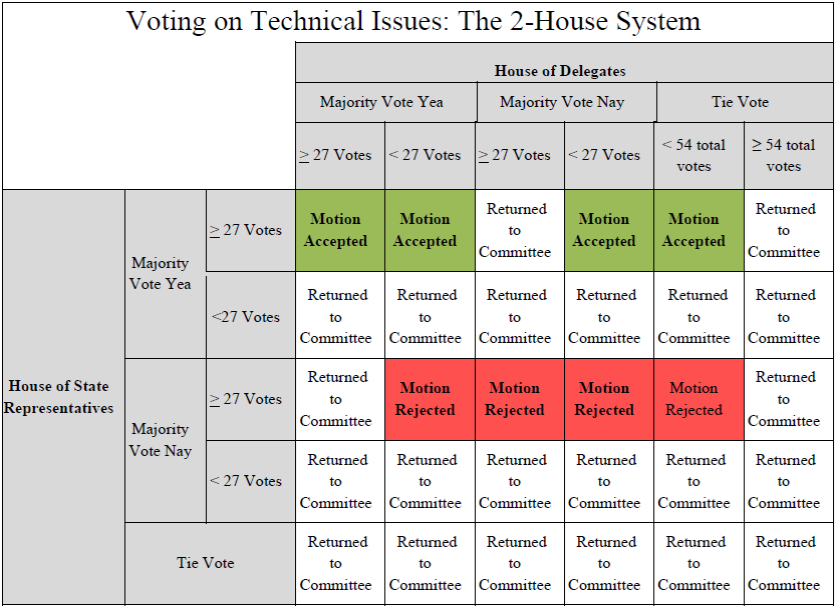 Voting on Technical Issues: The 2-House System
House of Delegates
Majority Vote Yea
Majority Vote Nay
Tie Vote
≥ 27 Votes
< 27 Votes
≥ 27 Votes
< 27 Votes
< 54 total
votes
≥ 54 total
votes
House of State
Representatives
Majority
Vote Yea
≥ 27 Votes
Motion
Accepted
Motion
Accepted
Returned
to
Committee
Motion
Accepted
Motion
Accepted
Returned
to
Committee
<27 Votes
Returned
to
Committee
Returned
to
Committee
Returned
to
Committee
Returned
to
Committee
Returned
to
Committee
Returned
to
Committee
Majority
Vote Nay
≥ 27 Votes
Returned
to
Committee
Motion
Rejected
Motion
Rejected
Motion
Rejected
Motion
Rejected
Returned
to
Committee
< 27 Votes
Returned
to
Committee
Returned
to
Committee
Returned
to
Committee
Returned
to
Committee
Returned
to
Committee
Returned
to
Committee
Tie Vote
Returned
to
Committee
Returned
to
Committee
Returned
to
Committee
Returned
to
Committee
Returned
to
Committee
Returned
to
Committee